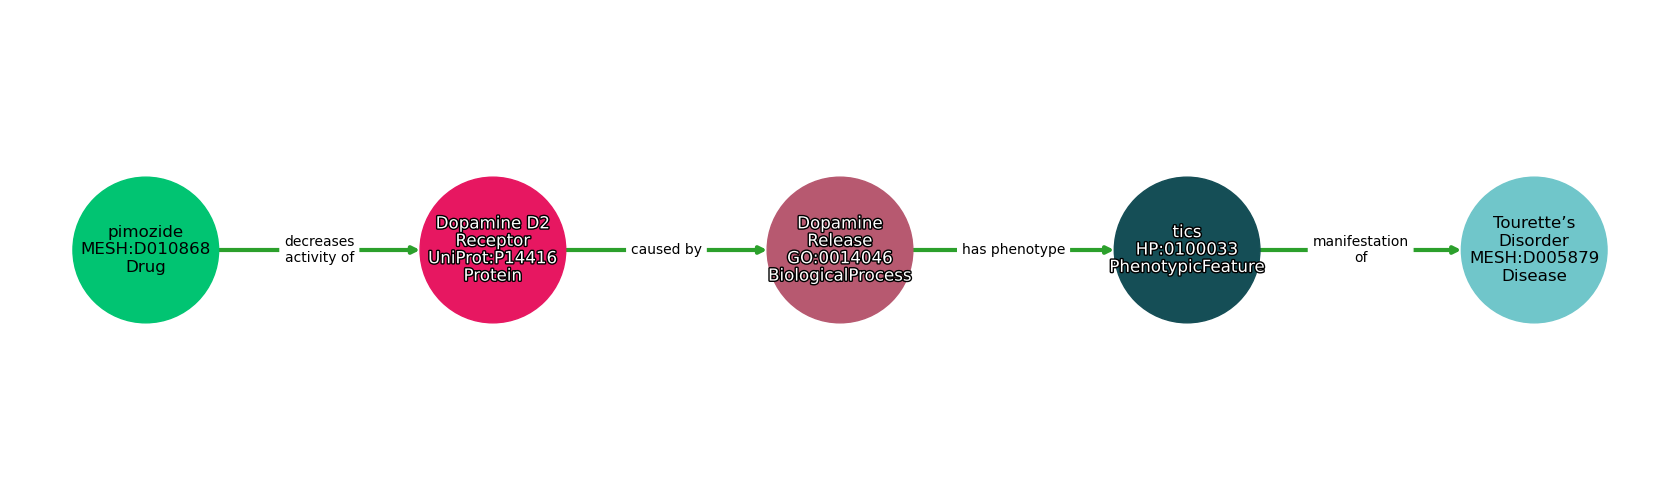 pimozide
MESH:D010868
Drug
decreases
activity of
Dopamine D2
Receptor
UniProt:P14416
Protein
caused by
Dopamine
Release
GO:0014046
BiologicalProcess
has phenotype
tics
HP:0100033
PhenotypicFeature
manifestation
of
Tourette’s
Disorder
MESH:D005879
Disease